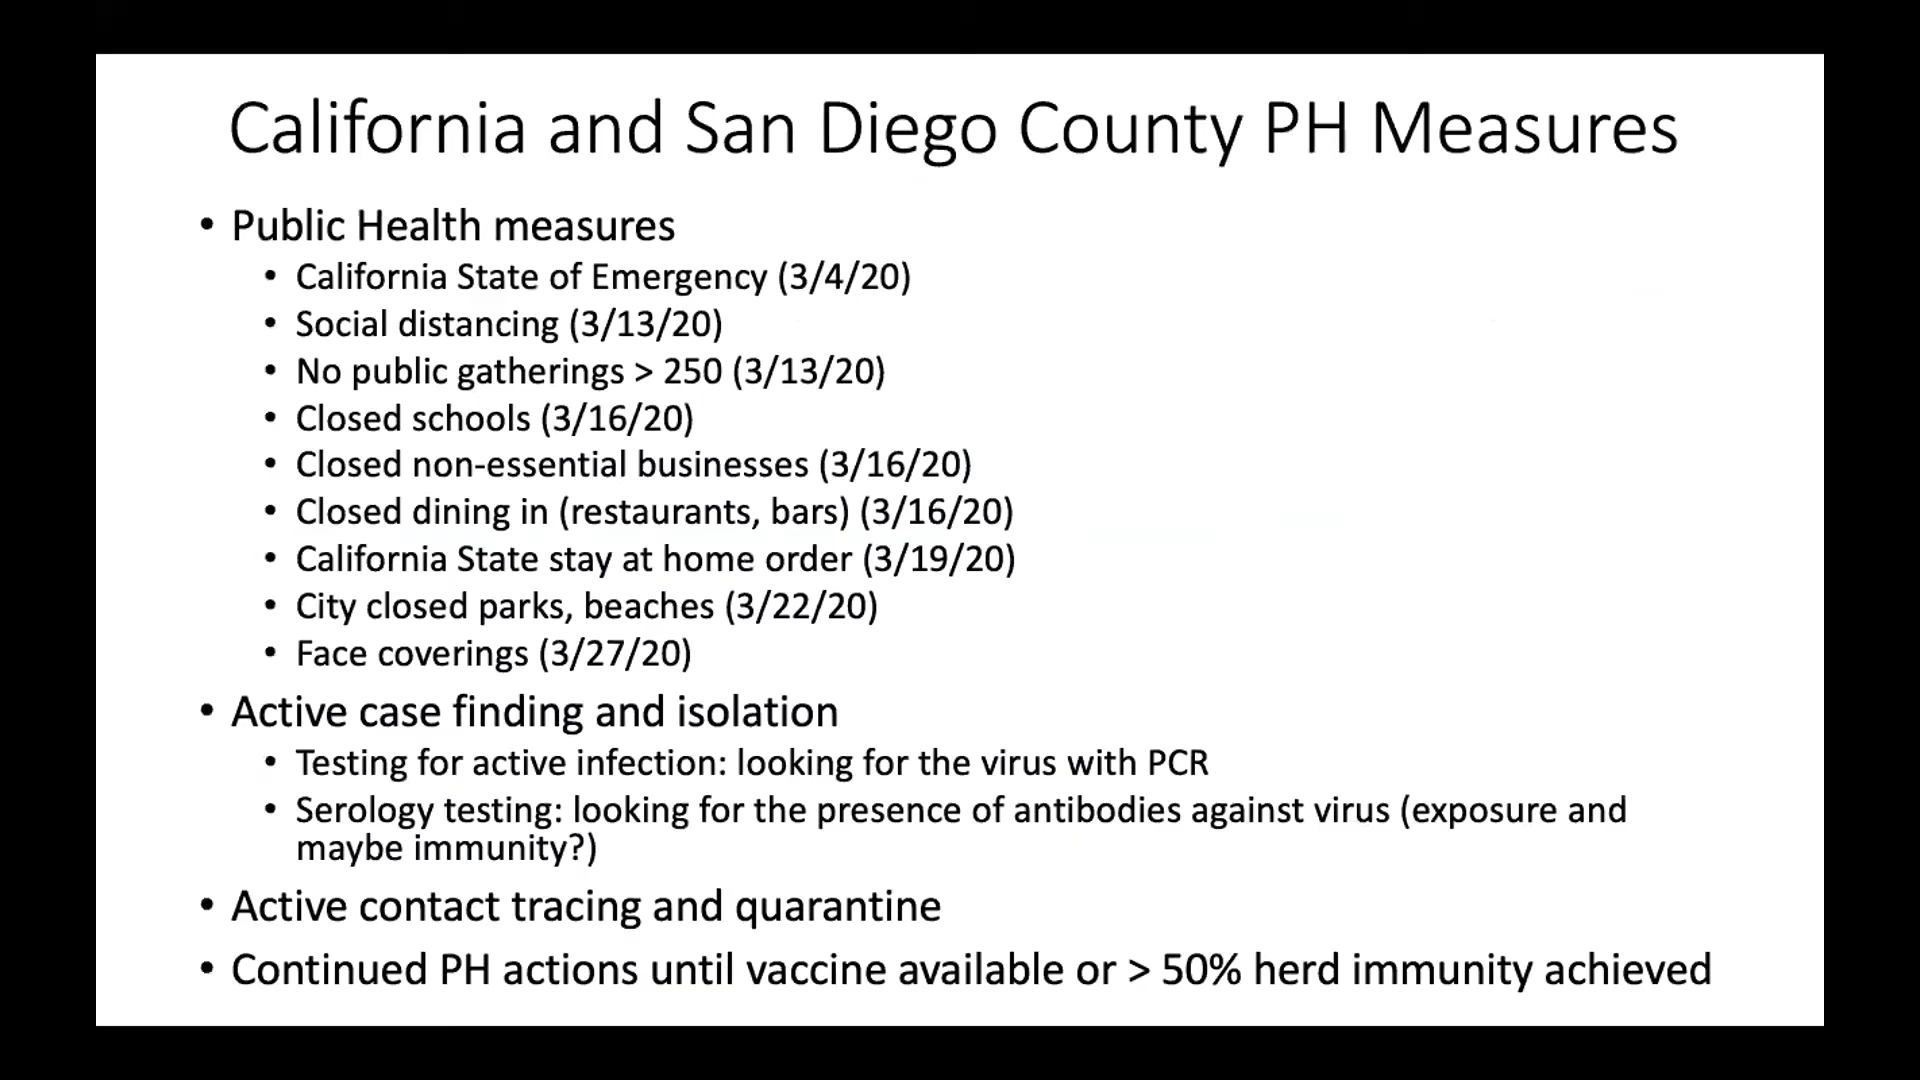 California and San Diego County PH Measures
• Public Health measures
• California State of Emergency (3/4/20)
• Social distancing (3/13/20)
• No public gatherings > 250 (3/13/20)
• Closed schools (3/16/20)
• Closed non-essential businesses (3/16/20)
• Closed dining in (restaurants, bars) (3/16/20)
• California State stay at home order (3/19/20)
• City closed parks, beaches (3/22/20)
• Face coverings (3/27/20)
• Active case finding and isolation
• Testing for active infection: looking for the virus with PCR
• Serology testing: looking for the presence of antibodies against virus (exposure and
maybe immunity?)
• Active contact tracing and quarantine
• Continued PH actions until vaccine available or > 50% herd immunity achieved